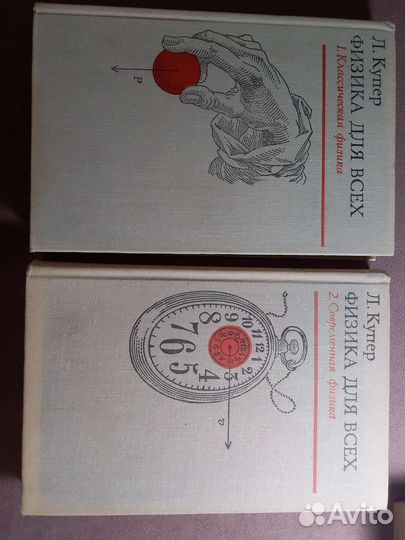 Л. Купер
ФИЗИКА ДЛЯ ВСЕХ
1. Классическая физика
P
Л. Купер
ФИЗИКА ДЛЯ ВСЕХ
2. Современная физика
Avito